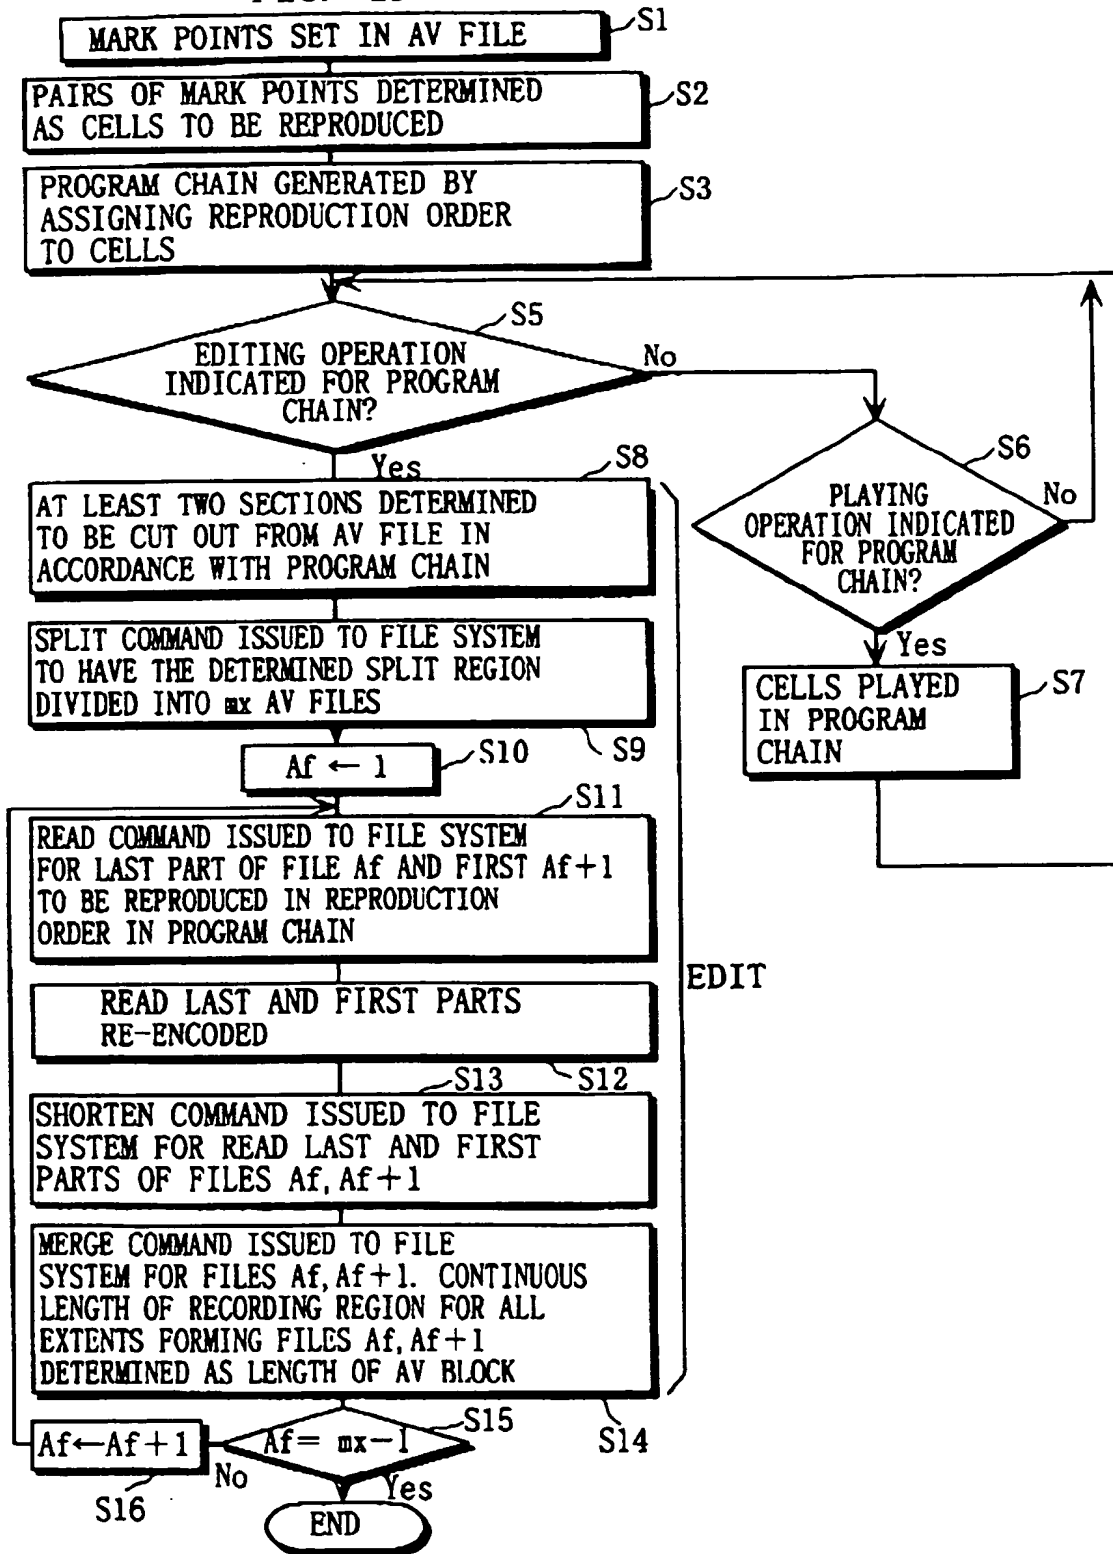 MARK POINTS SET IN AV FILE
S1
PAIRS OF MARK POINTS DETERMINED
AS CELLS TO BE REPRODUCED
S2
PROGRAM CHAIN GENERATED BY
ASSIGNING REPRODUCTION ORDER
TO CELLS
S3
EDITING OPERATION
INDICATED FOR PROGRAM
CHAIN?
S5
No
Yes
PLAYING
OPERATION INDICATED
FOR PROGRAM
CHAIN?
S6
No
Yes
CELLS PLAYED
IN PROGRAM
CHAIN
S7
S8
AT LEAST TWO SECTIONS DETERMINED
TO BE CUT OUT FROM AV FILE IN
ACCORDANCE WITH PROGRAM CHAIN
SPLIT COMMAND ISSUED TO FILE SYSTEM
TO HAVE THE DETERMINED SPLIT REGION
DIVIDED INTO mx AV FILES
S9
Af ← 1
S10
S11
READ COMMAND ISSUED TO FILE SYSTEM
FOR LAST PART OF FILE Af AND FIRST Af+1
TO BE REPRODUCED IN REPRODUCTION
ORDER IN PROGRAM CHAIN
EDIT
READ LAST AND FIRST PARTS
RE-ENCODED
S12
S13
SHORTEN COMMAND ISSUED TO FILE
SYSTEM FOR READ LAST AND FIRST
PARTS OF FILES Af, Af+1
MERGE COMMAND ISSUED TO FILE
SYSTEM FOR FILES Af, Af+1. CONTINUOUS
LENGTH OF RECORDING REGION FOR ALL
EXTENTS FORMING FILES Af, Af+1
DETERMINED AS LENGTH OF AV BLOCK
S14
Af= mx-1
S15
No
Yes
Af←Af+1
S16
END